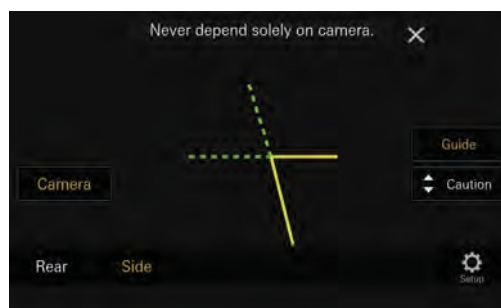 Never depend solely on camera.
Guide
Camera
Caution
Rear Side
Setup